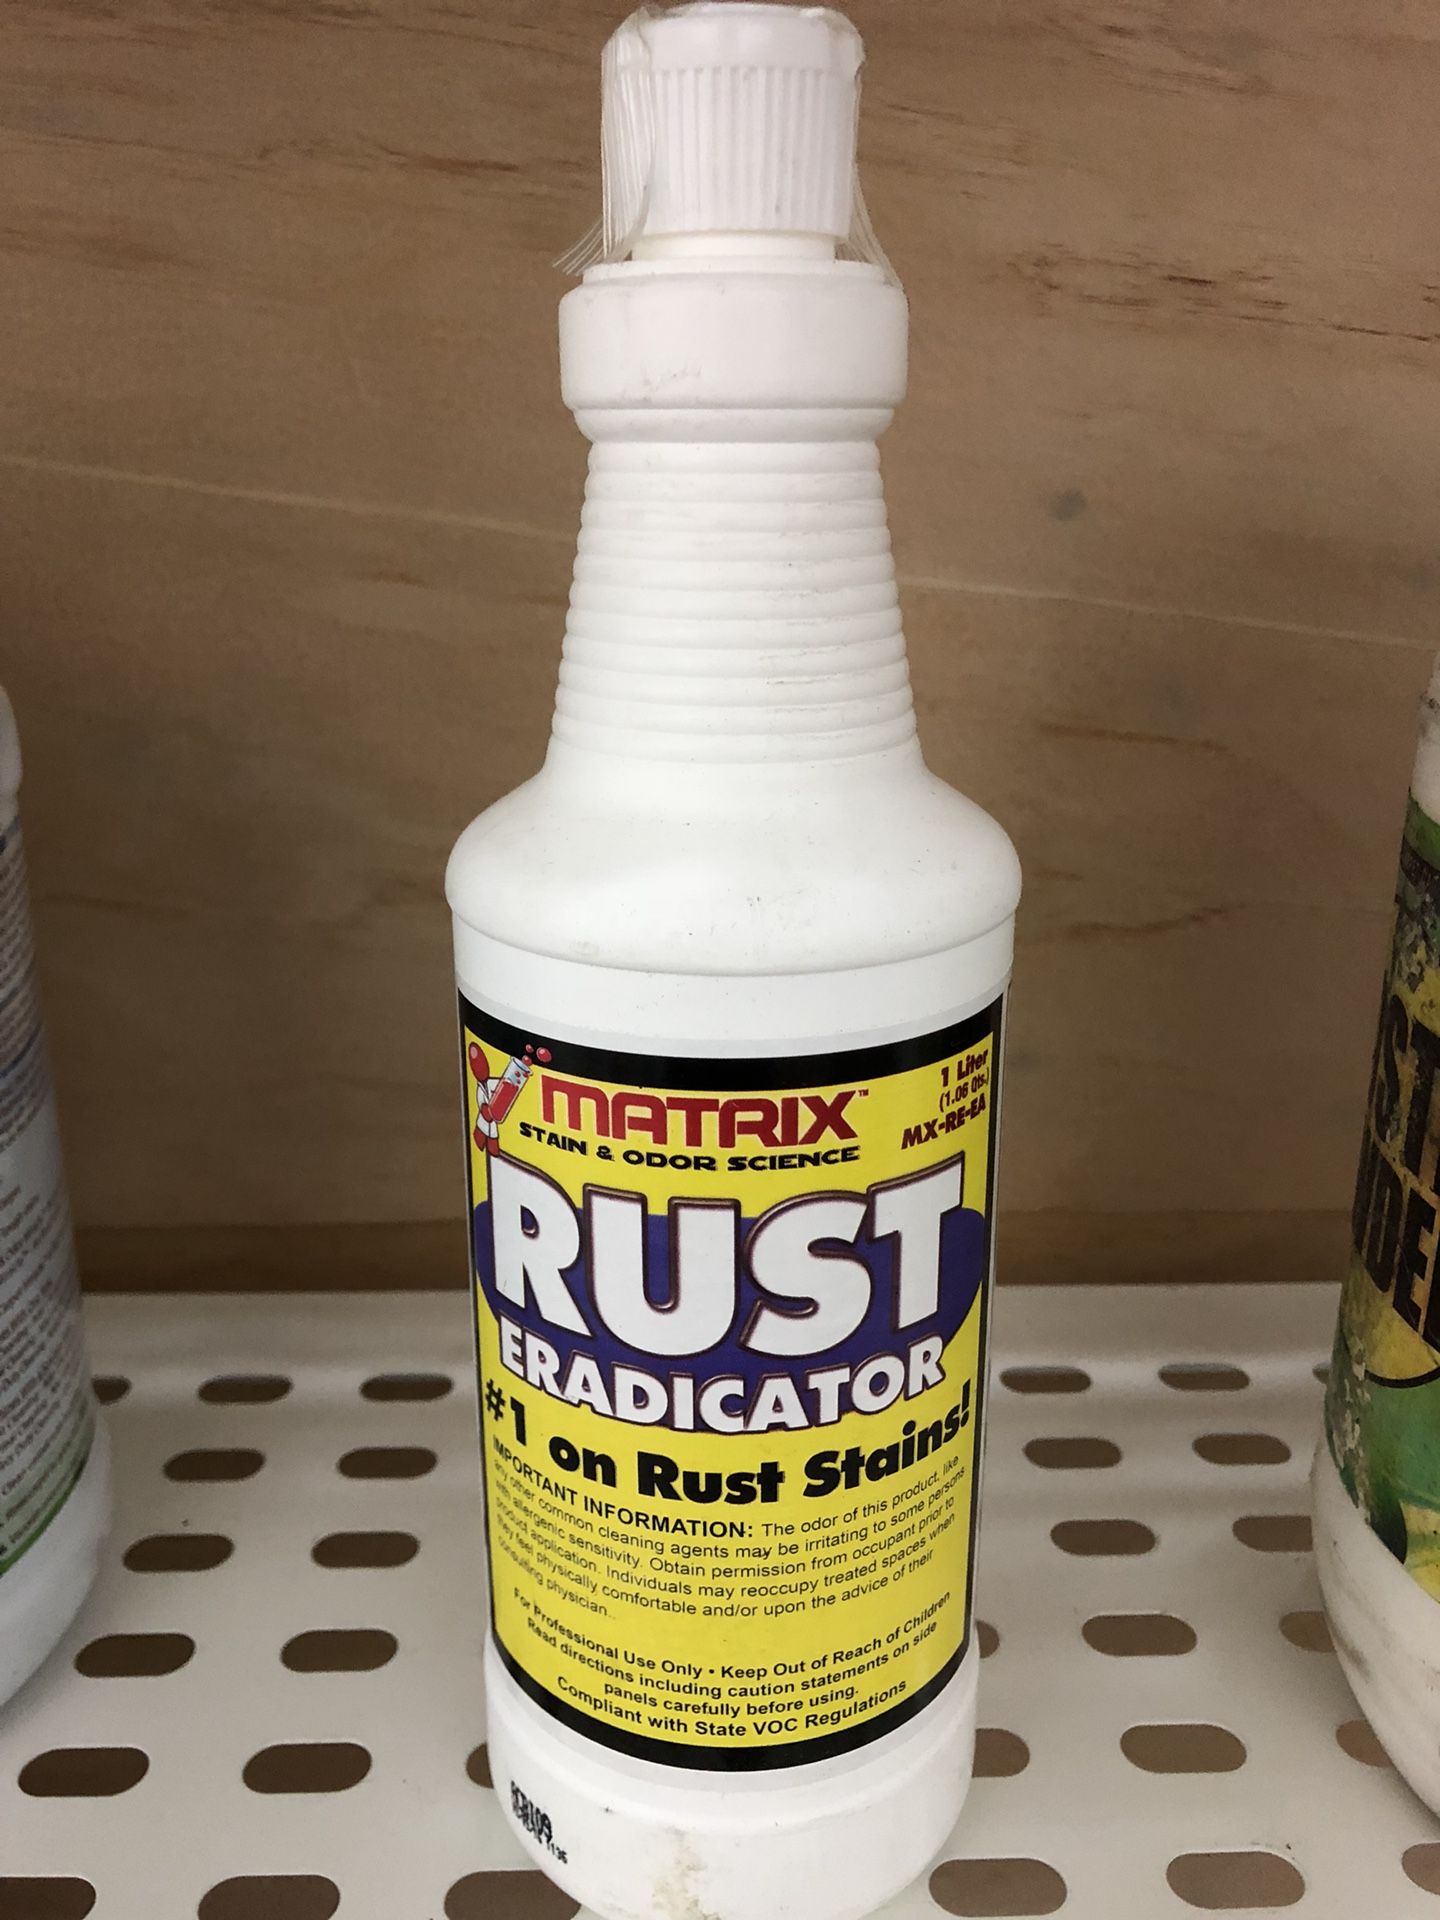 MATRIX™
STAIN & ODOR SCIENCE
1 Liter
(1.06 Qts.)
MX-RE-EA
RUST
ERADICATOR
#1 on Rust Stains!
IMPORTANT INFORMATION: The odor of this product, like
any other common cleaning agents may be irritating to some persons
with allergenic sensitivity. Obtain permission from occupant prior to
product application. Individuals may reoccupy treated spaces when
they feel physically comfortable and/or upon the advice of their
consulting physician..
For Professional Use Only • Keep Out of Reach of Children
Read directions including caution statements on side
panels carefully before using.
Compliant with State VOC Regulations